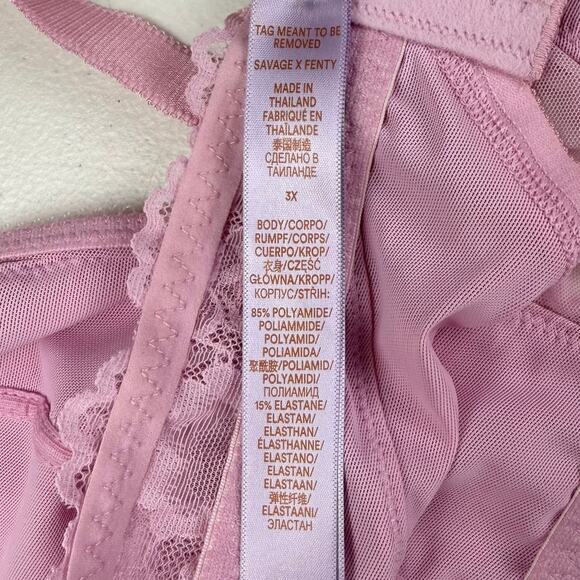 TAG MEANT TO BE
REMOVED
SAVAGE X FENTY
MADE IN
THAILAND
FABRIQUÉ EN
THAÏLANDE
泰国制造
СДЕЛАНО В
ТАИЛАНДЕ
3X
BODY/CORPO/
RUMPF/CORPS/
CUERPO/KROP/
衣身/CZĘŚĆ
GŁÓWNA/KROPP/
КОРПУС/STŘIH:
85% POLYAMIDE/
POLIAMMIDE/
POLYAMID/
POLIAMIDA/
聚酰胺/POLIAMID/
POLYAMIDI/
ПОЛИАМИД
15% ELASTANE/
ELASTAM/
ELASTHAN/
ÉLASTHANNE/
ELASTANO/
ELASTAN/
ELASTAAN/
弹性纤维/
ELASTAANI/
ЭЛАСТАН